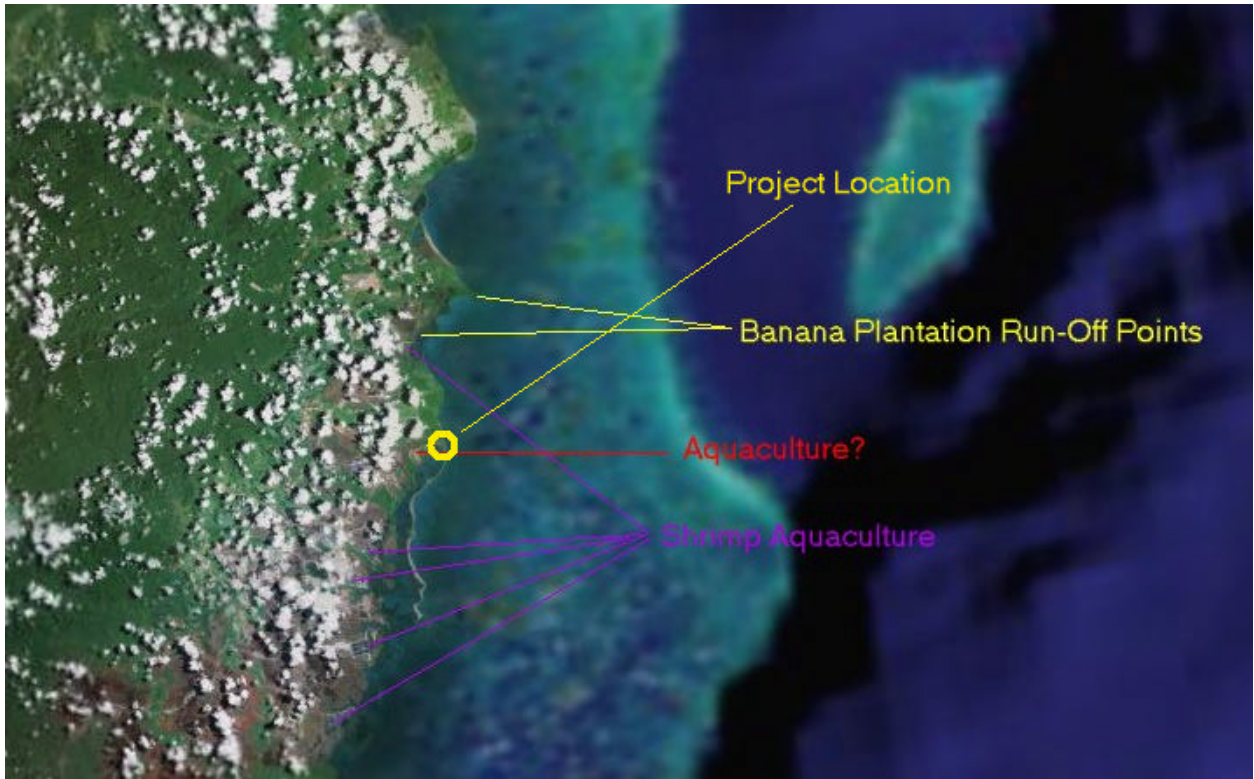 Project Location
Banana Plantation Run-Off Points
Aquaculture?
Shrimp Aquaculture